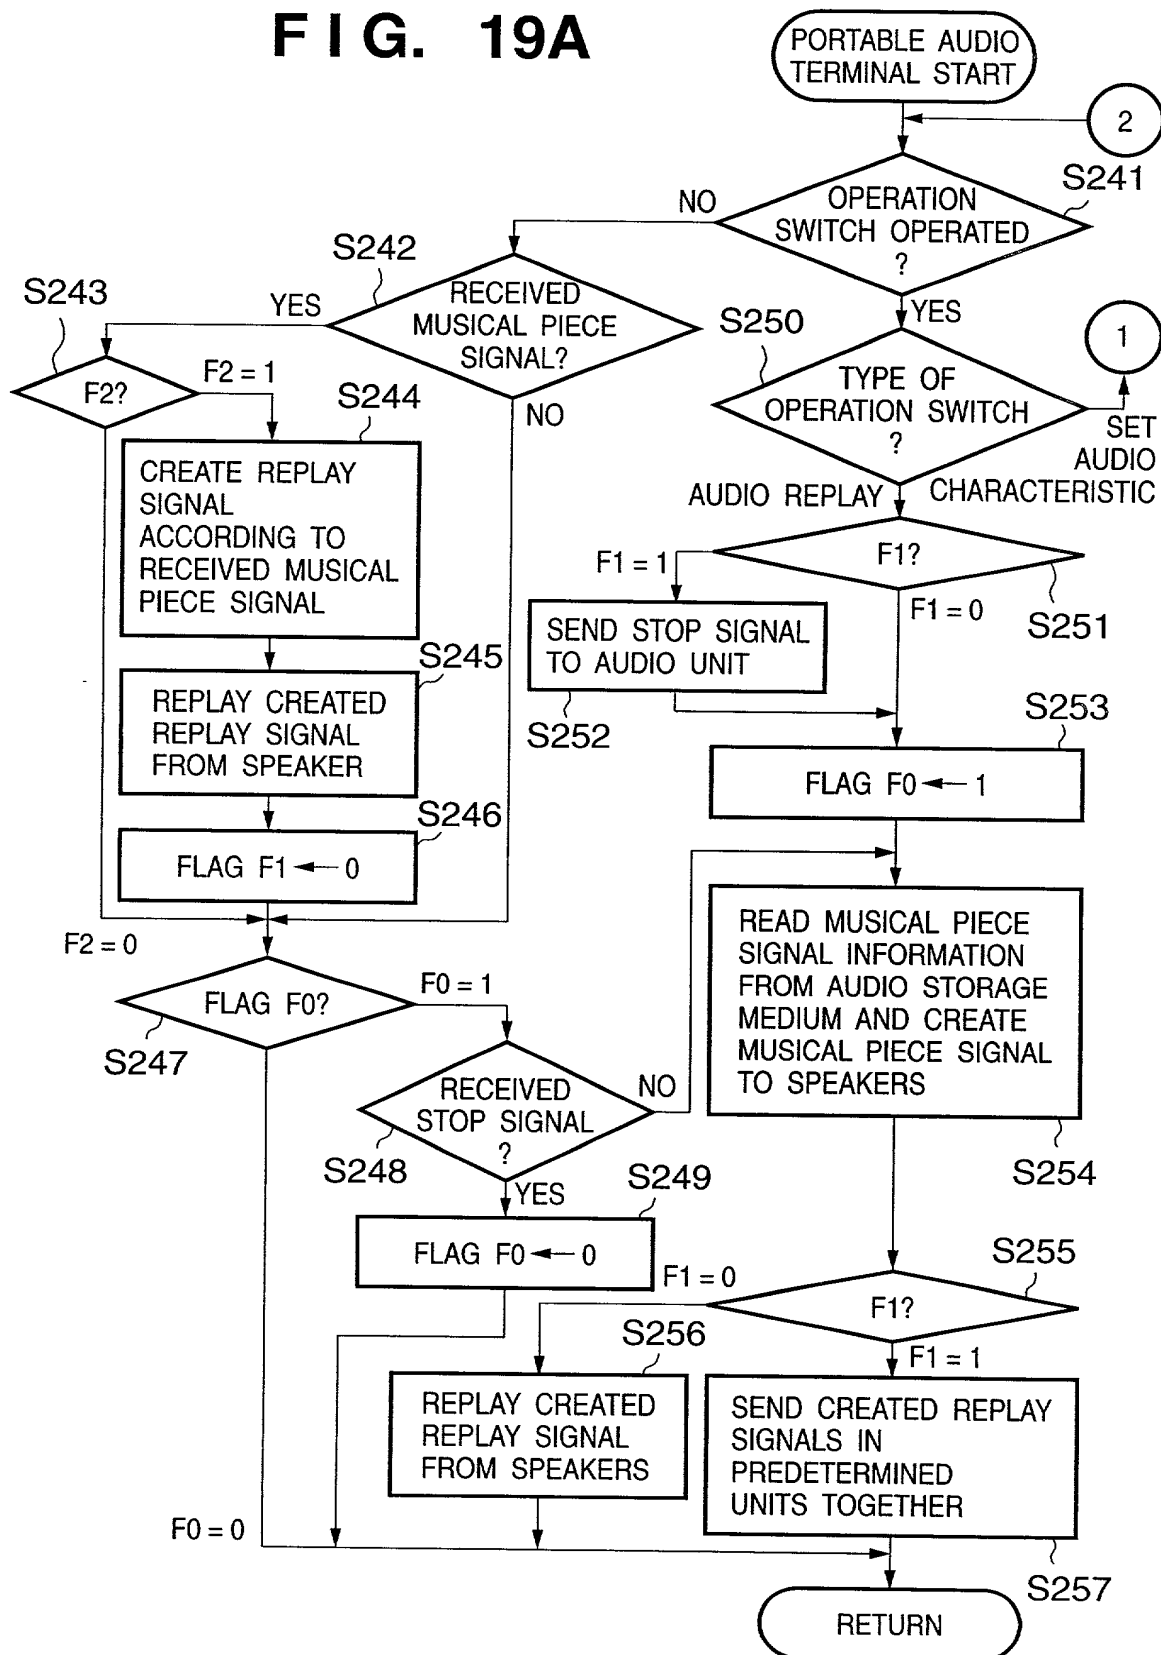 FIG. 19A
PORTABLE AUDIO
TERMINAL START
2
S241
OPERATION
SWITCH OPERATED
?
NO
YES
S242
RECEIVED
MUSICAL PIECE
SIGNAL?
YES
NO
S243
F2?
F2 = 1
S250
TYPE OF
OPERATION SWITCH
?
1
SET
AUDIO
CHARACTERISTIC
AUDIO REPLAY
S244
CREATE REPLAY
SIGNAL
ACCORDING TO
RECEIVED MUSICAL
PIECE SIGNAL
F1?
F1 = 1
F1 = 0
S251
SEND STOP SIGNAL
TO AUDIO UNIT
S252
S245
REPLAY CREATED
REPLAY SIGNAL
FROM SPEAKER
S253
FLAG F0 ← 1
S246
FLAG F1 ← 0
F2 = 0
READ MUSICAL PIECE
SIGNAL INFORMATION
FROM AUDIO STORAGE
MEDIUM AND CREATE
MUSICAL PIECE SIGNAL
TO SPEAKERS
S254
FLAG F0?
F0 = 1
S247
RECEIVED
STOP SIGNAL
?
NO
S248
YES
S249
FLAG F0 ← 0
S255
F1?
F1 = 0
F1 = 1
S256
REPLAY CREATED
REPLAY SIGNAL
FROM SPEAKERS
SEND CREATED REPLAY
SIGNALS IN
PREDETERMINED
UNITS TOGETHER
F0 = 0
S257
RETURN